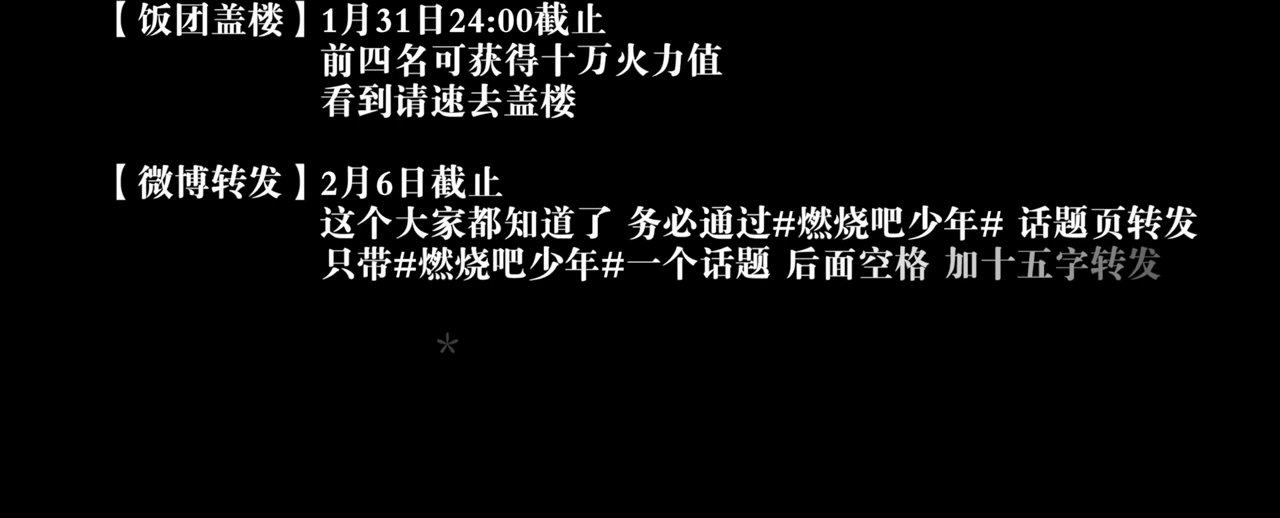 【饭团盖楼】1月31日24:00截止
前四名可获得十万火力值
看到请速去盖楼
【微博转发】2月6日截止
这个大家都知道了 务必通过#燃烧吧少年# 话题页转发
只带#燃烧吧少年#一个话题 后面空格 加十五字转发
*